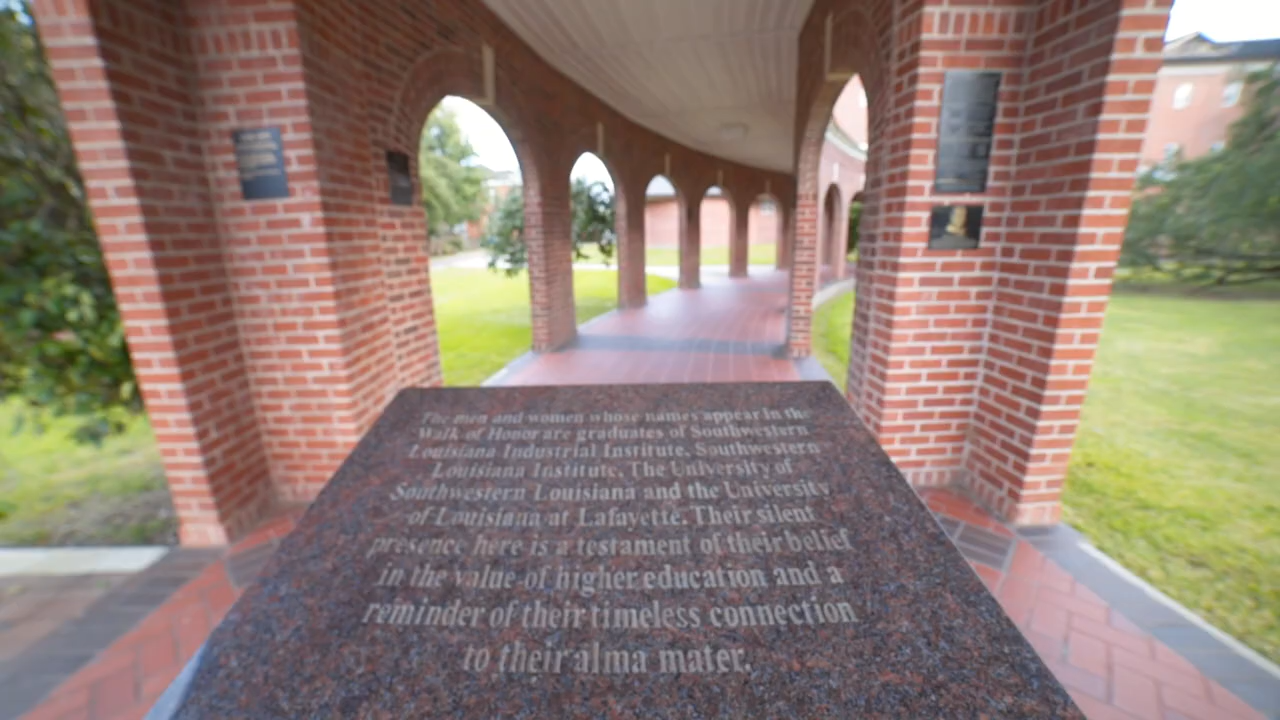 The men and women whose names appear in the
Walk of Honor are graduates of Southwestern
Louisiana Industrial Institute, Southwestern
Louisiana Institute, The University of
Southwestern Louisiana and the University
of Louisiana at Lafayette. Their silent
presence here is a testament of their belief
in the value of higher education and a
reminder of their timeless connection
to their alma mater.